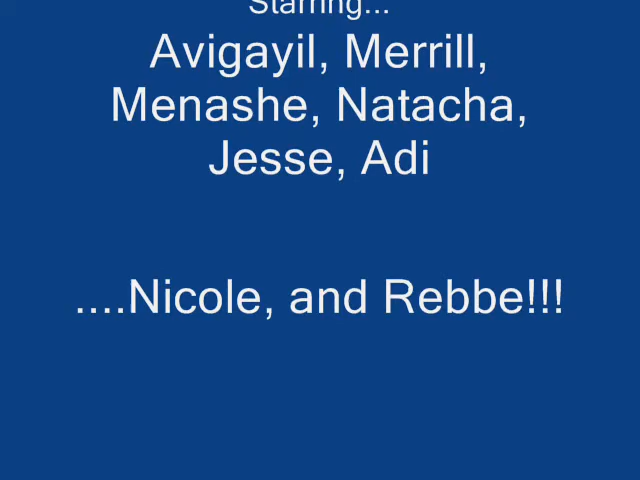 Starring...
Avigayil, Merrill,
Menashe, Natacha,
Jesse, Adi
....Nicole, and Rebbe!!!